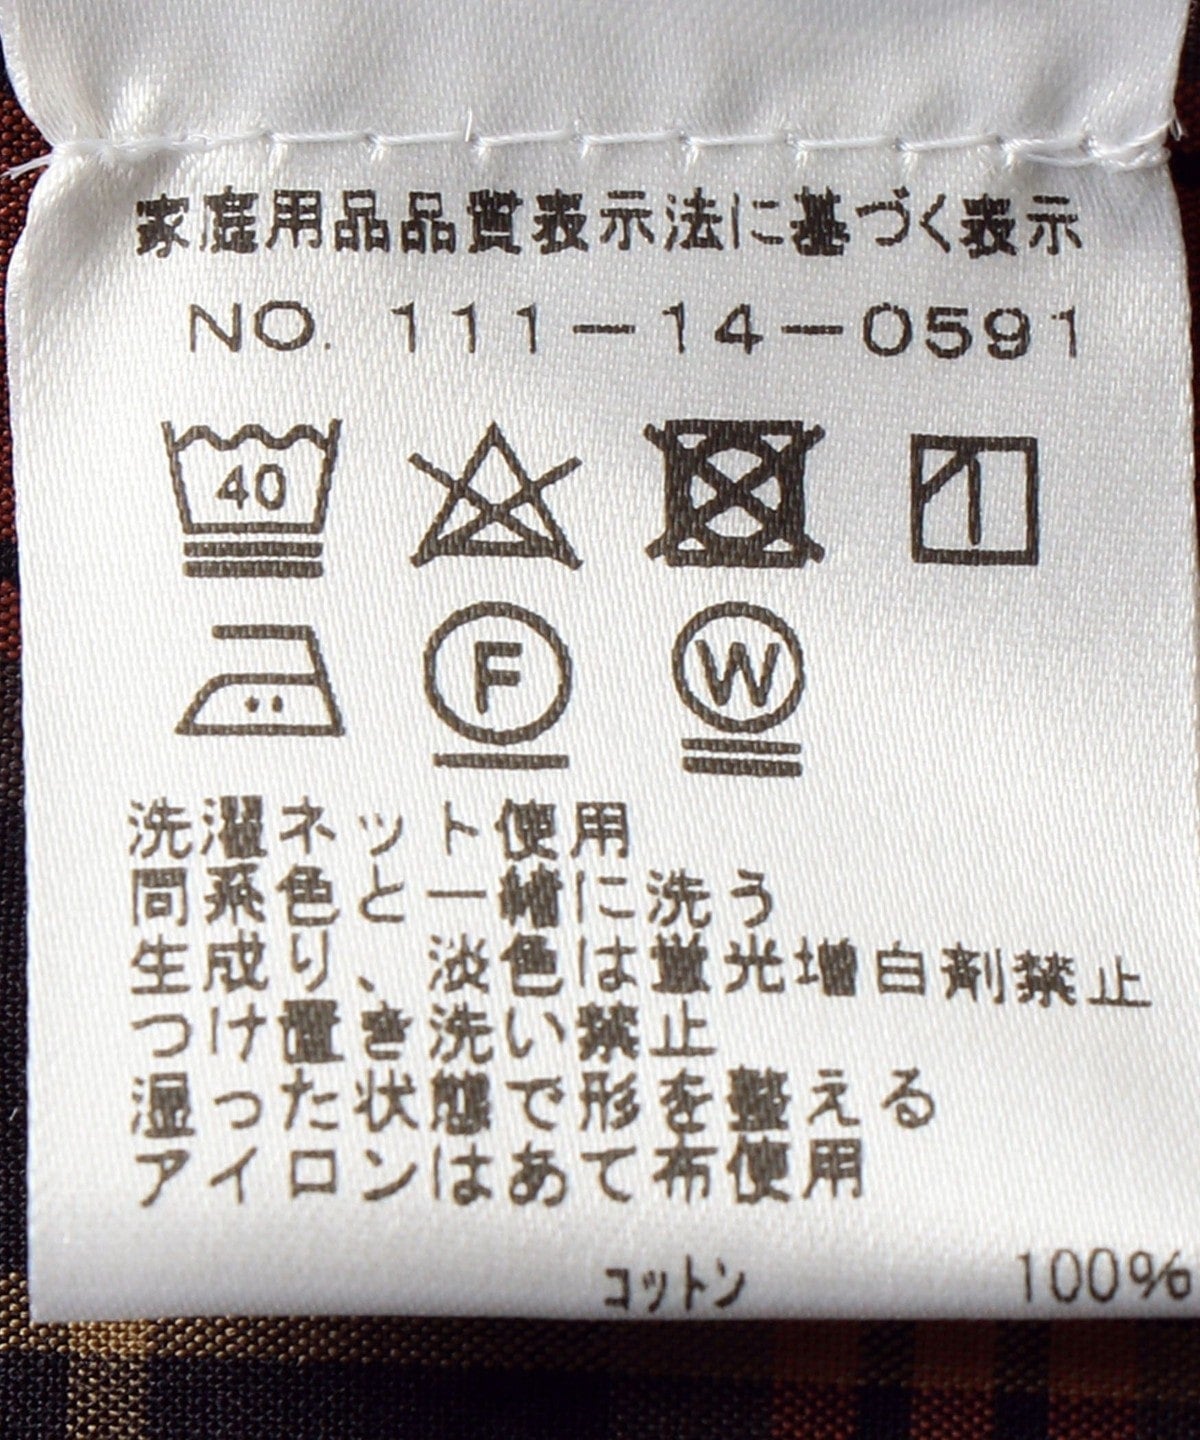 家庭用品品質表示法に基づく表示
NO. 111-14-0591
40
F W
洗濯ネット使用
同系色と一緒に洗う
生成り、淡色は蛍光増白剤禁止
つけ置き洗い禁止
湿った状態で形を整える
アイロンはあて布使用
コットン 100%